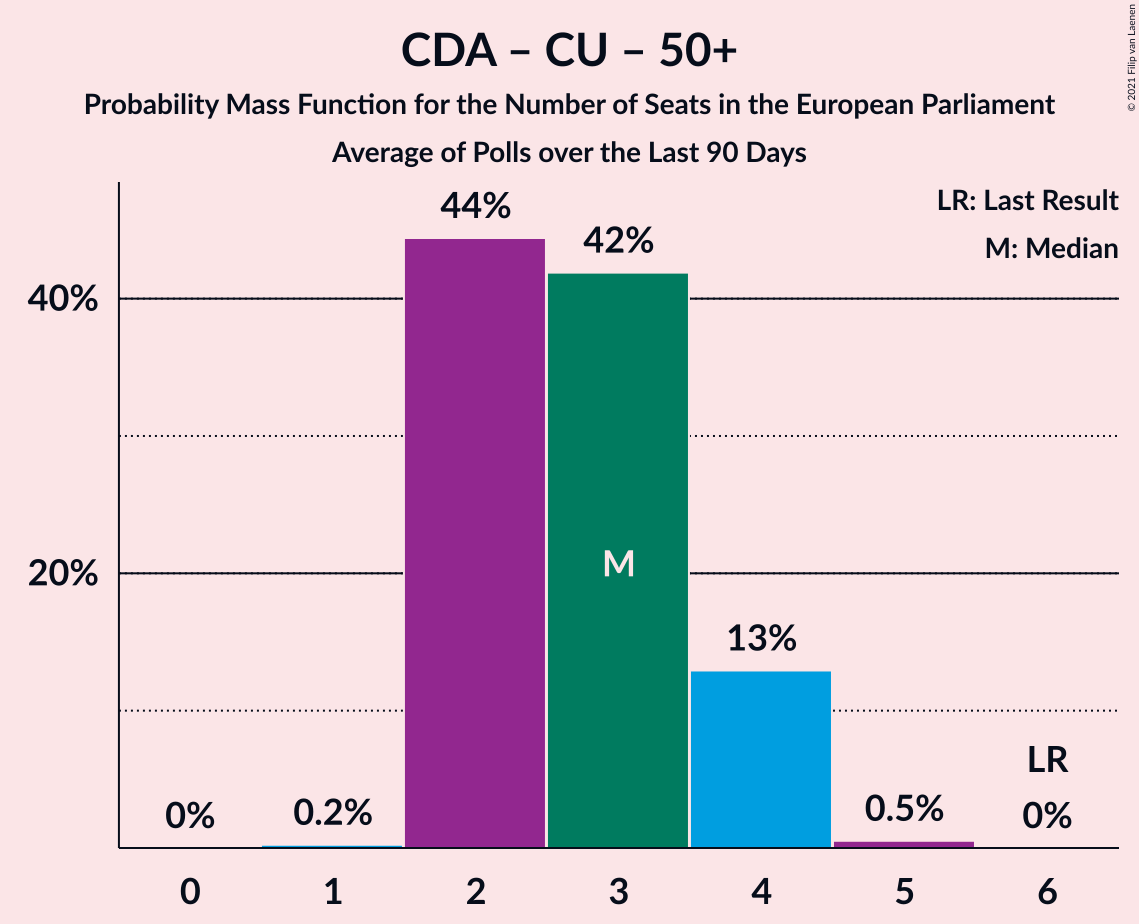 CDA – CU – 50+
Probability Mass Function for the Number of Seats in the European Parliament
Average of Polls over the Last 90 Days
© 2021 Filip van Laenen
LR: Last Result
M: Median
44%
42%
40%
M
20%
13%
LR
0%
0.2%
0.5%
0%
0 1 2 3 4 5 6